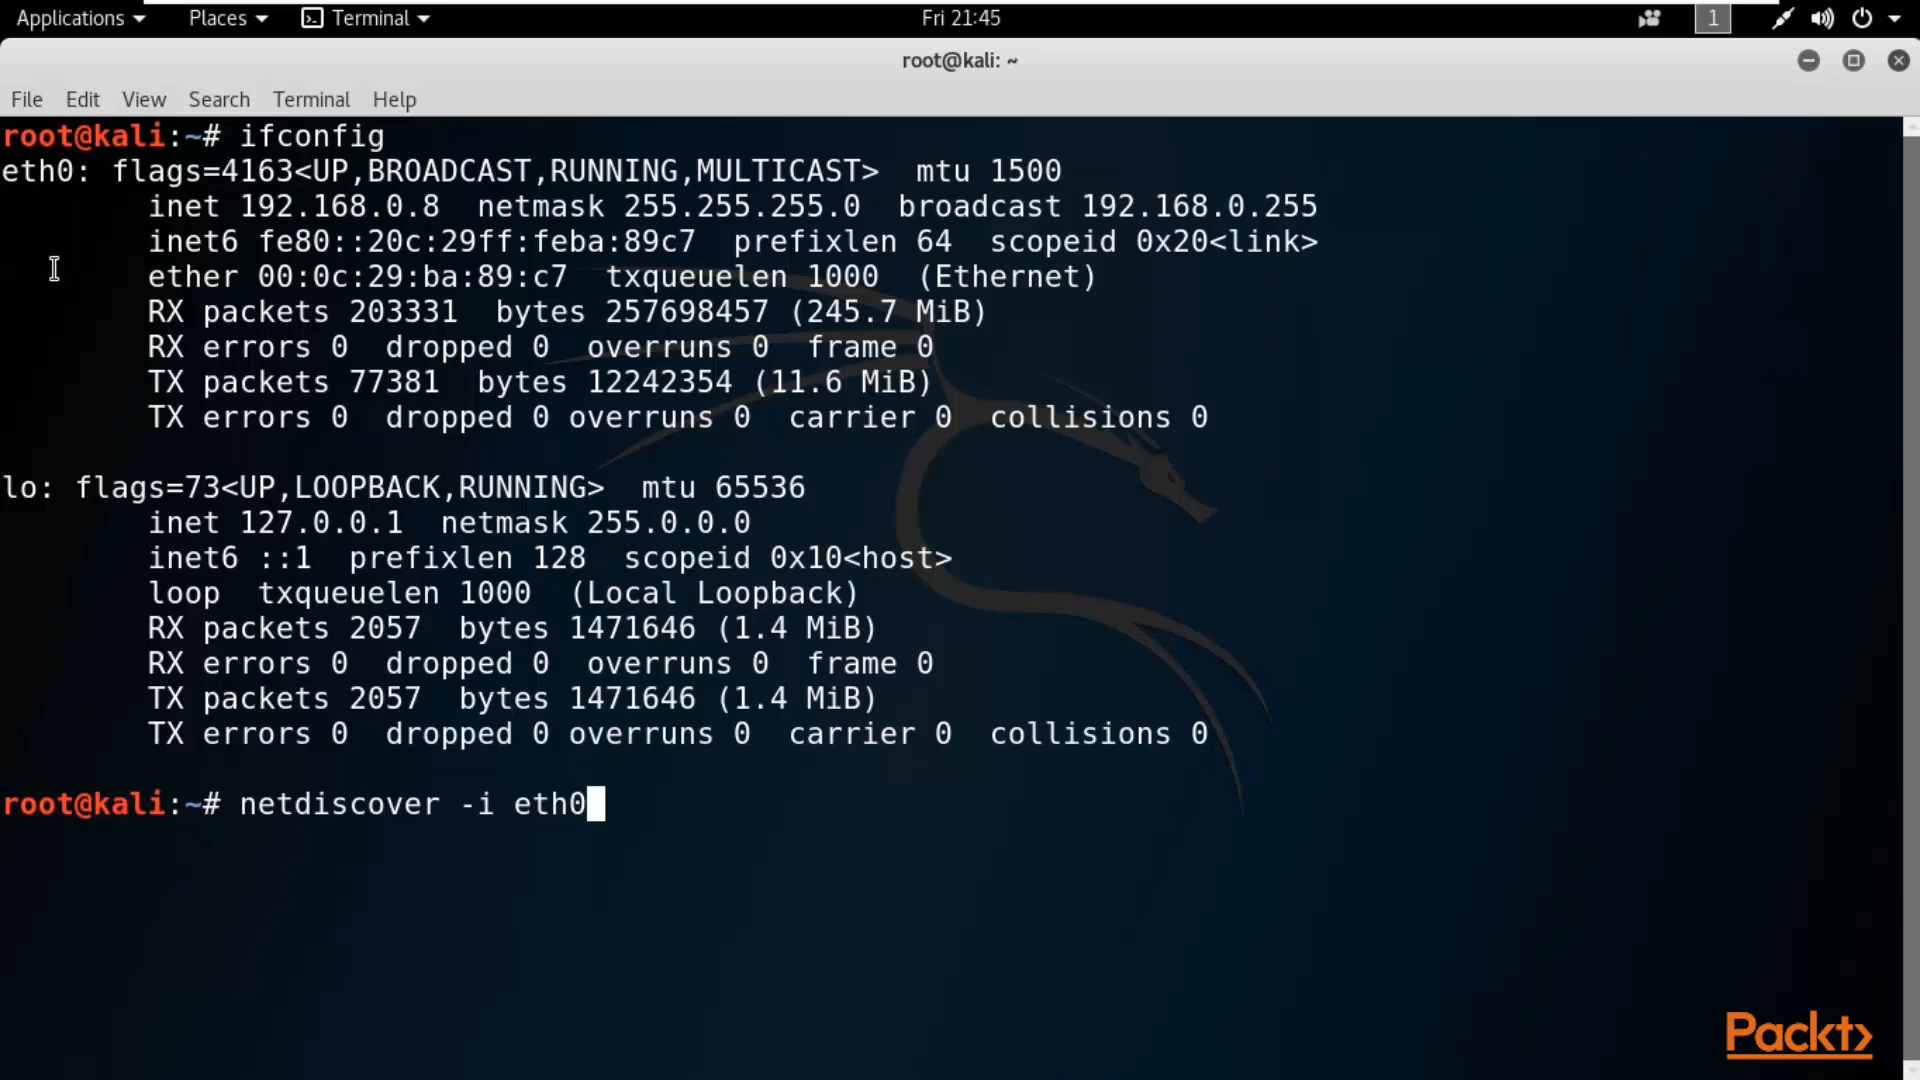 Applications Places Terminal Fri 21:45 1
root@kali: ~
File Edit View Search Terminal Help
root@kali:~# ifconfig
eth0: flags=4163<UP,BROADCAST,RUNNING,MULTICAST>  mtu 1500
        inet 192.168.0.8  netmask 255.255.255.0  broadcast 192.168.0.255
        inet6 fe80::20c:29ff:feba:89c7  prefixlen 64  scopeid 0x20<link>
        ether 00:0c:29:ba:89:c7  txqueuelen 1000  (Ethernet)
        RX packets 203331  bytes 257698457 (245.7 MiB)
        RX errors 0  dropped 0  overruns 0  frame 0
        TX packets 77381  bytes 12242354 (11.6 MiB)
        TX errors 0  dropped 0 overruns 0  carrier 0  collisions 0
lo: flags=73<UP,LOOPBACK,RUNNING>  mtu 65536
        inet 127.0.0.1  netmask 255.0.0.0
        inet6 ::1  prefixlen 128  scopeid 0x10<host>
        loop  txqueuelen 1000  (Local Loopback)
        RX packets 2057  bytes 1471646 (1.4 MiB)
        RX errors 0  dropped 0  overruns 0  frame 0
        TX packets 2057  bytes 1471646 (1.4 MiB)
        TX errors 0  dropped 0 overruns 0  carrier 0  collisions 0
root@kali:~# netdiscover -i eth0
Packt>